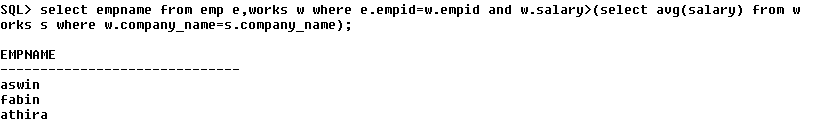 SQL> select empname from emp e,works w where e.empid=w.empid and w.salary>(select avg(salary) from w
orks s where w.company_name=s.company_name);
EMPNAME
------------------------------
aswin
fabin
athira